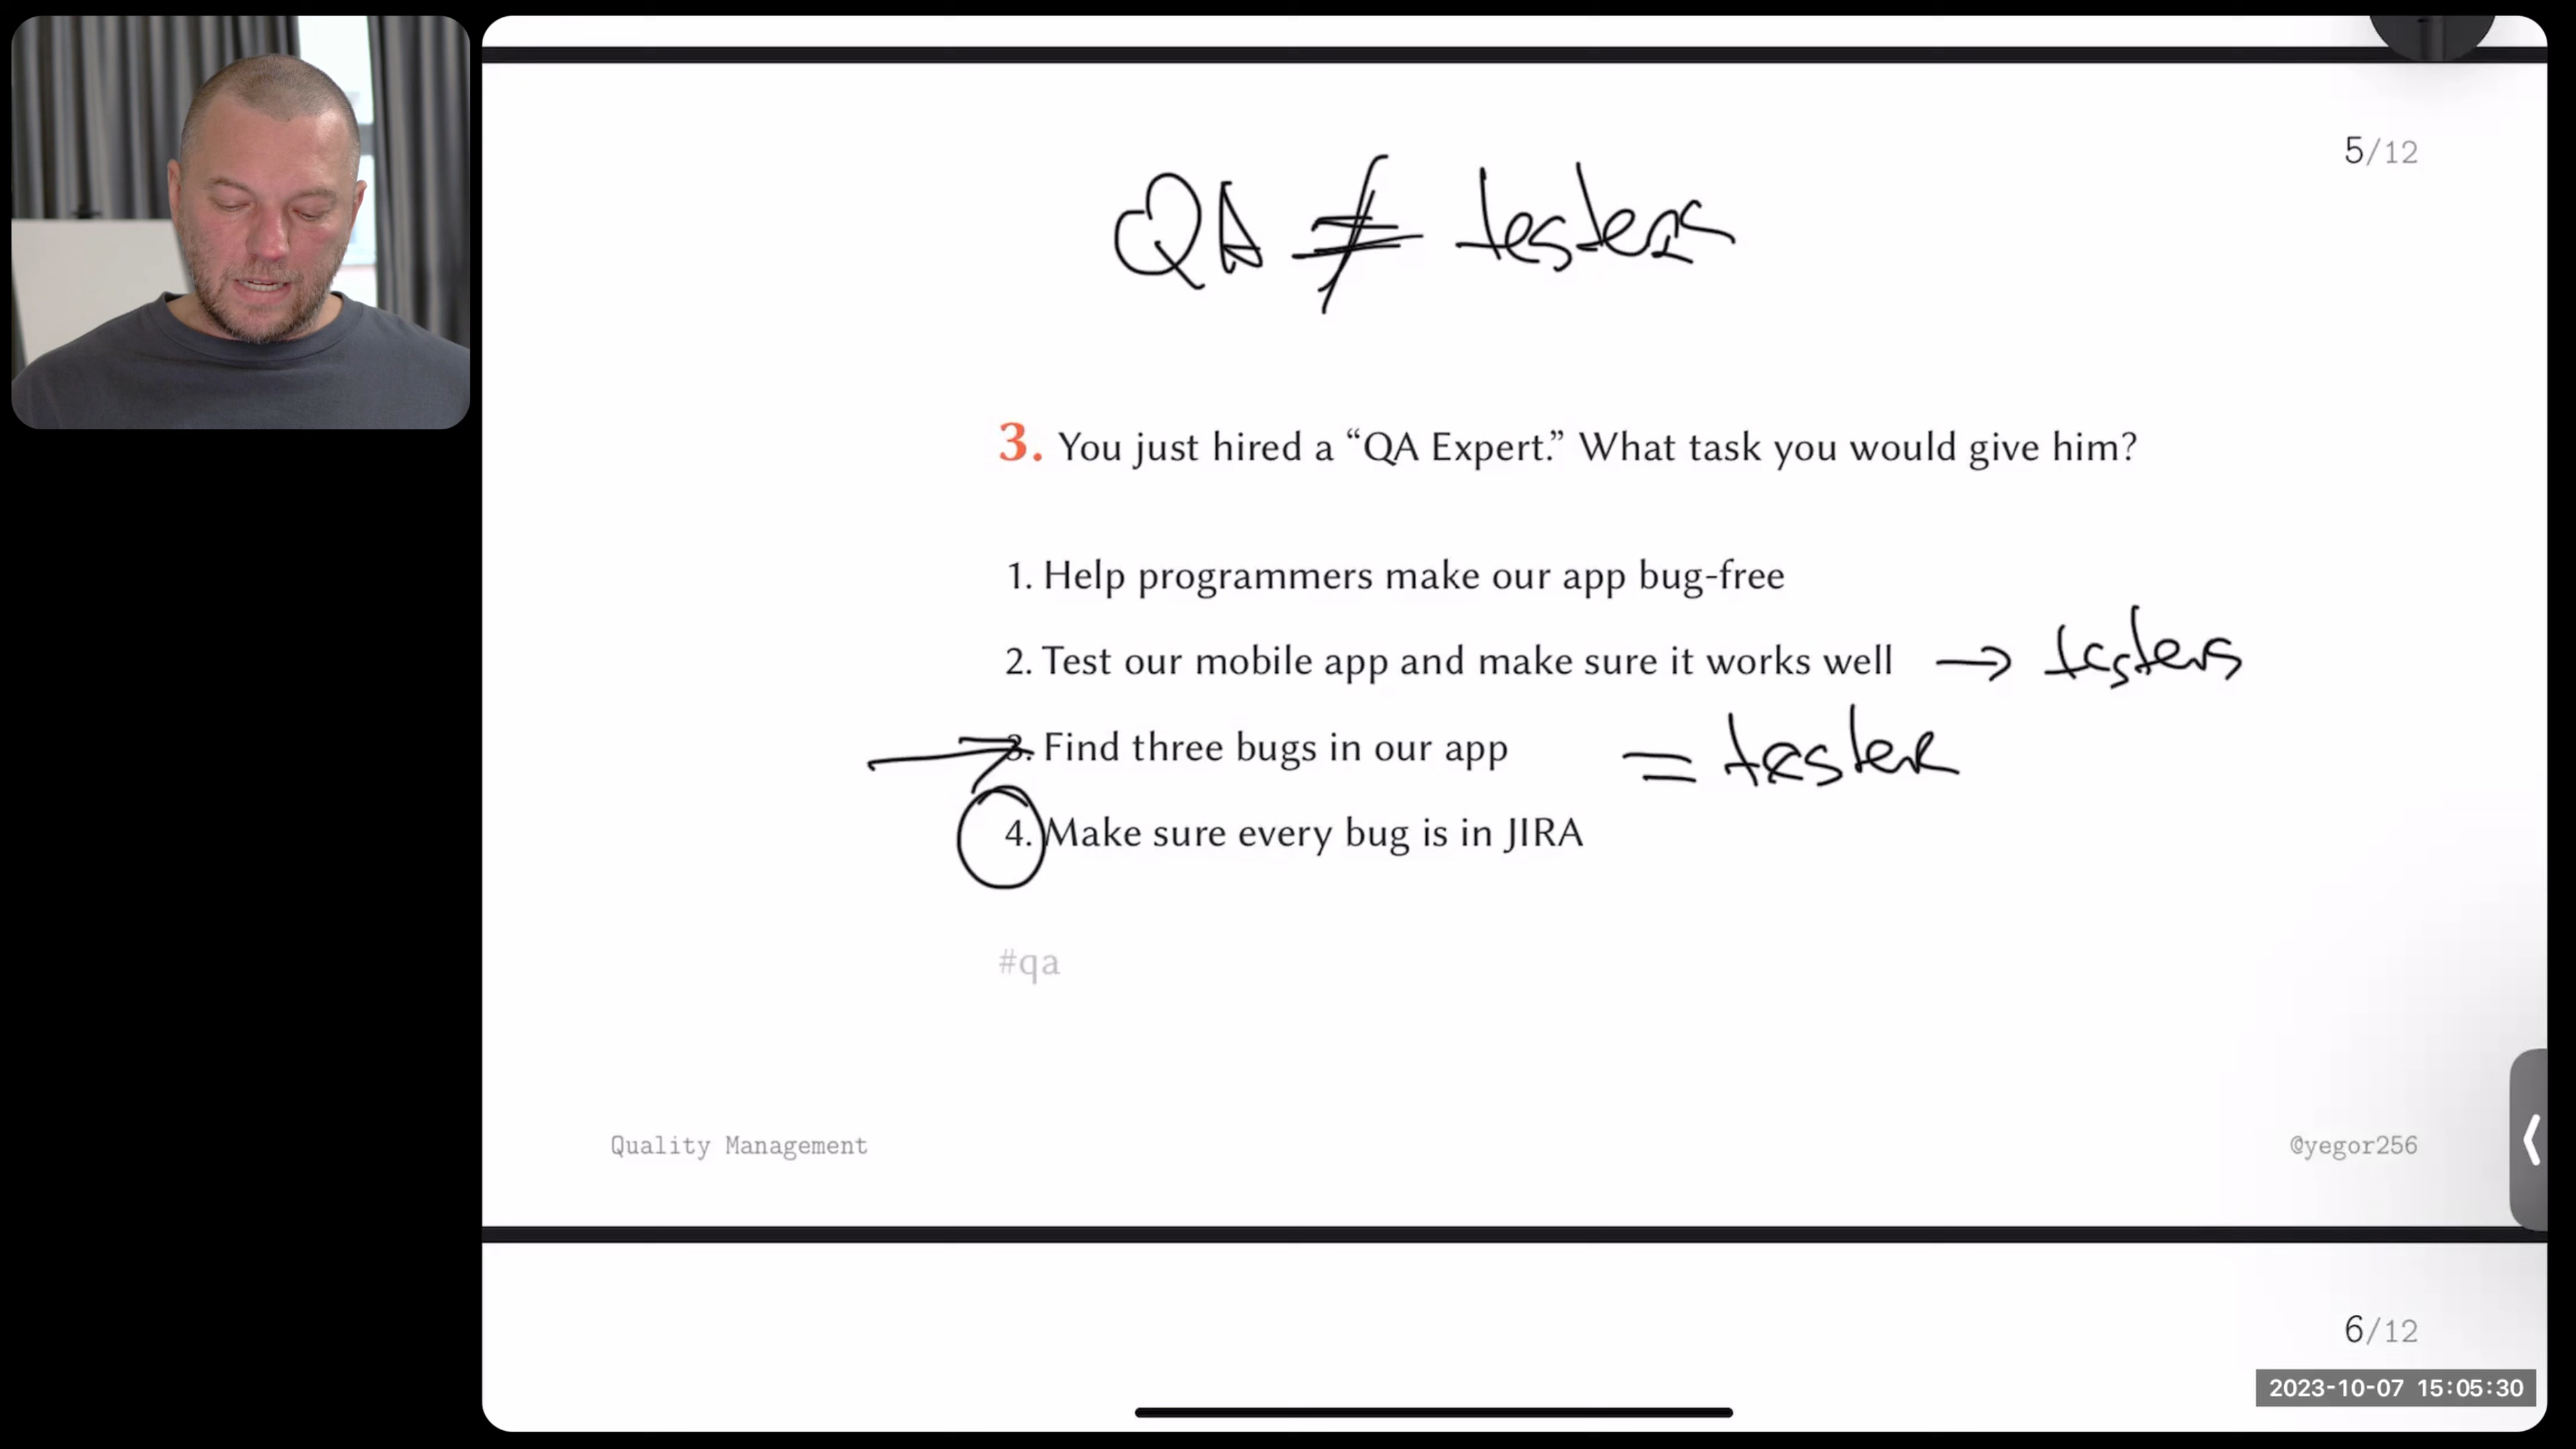 5/12
QA ≠ testers
3. You just hired a “QA Expert.” What task you would give him?
1. Help programmers make our app bug-free
2. Test our mobile app and make sure it works well → testers
3. Find three bugs in our app = tester
4. Make sure every bug is in JIRA
#qa
Quality Management
@yegor256
6/12
2023-10-07 15:05:30